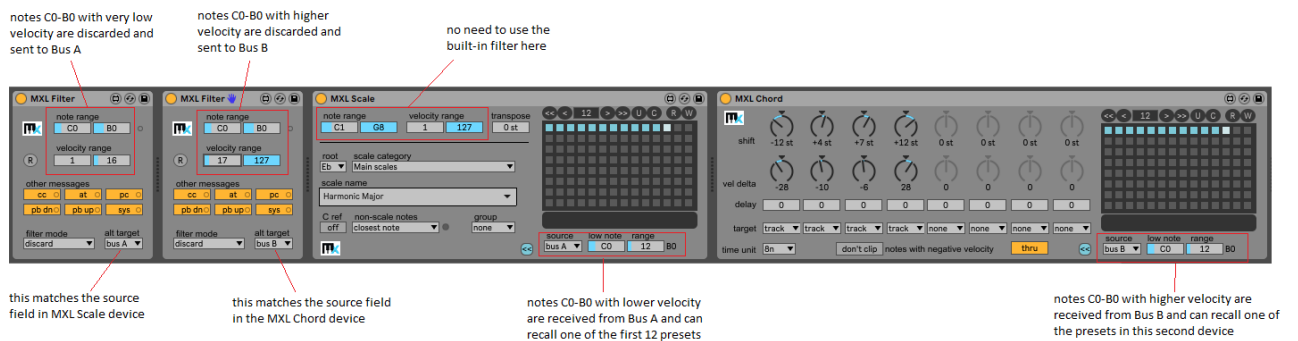 notes C0-B0 with very low
velocity are discarded and
sent to Bus A
notes C0-B0 with higher
velocity are discarded and
sent to Bus B
no need to use the
built-in filter here
MXL Filter
note range
C0 B0
velocity range
1 16
R
other messages
cc at pc
pb dn pb up sys
filter mode alt target
discard bus A
MXL Filter
note range
C0 B0
velocity range
17 127
R
other messages
cc at pc
pb dn pb up sys
filter mode alt target
discard bus B
MXL Scale
note range velocity range transpose
C1 G8 1 127 0 st
root scale category
Eb Main scales
scale name
Harmonic Major
C ref non-scale notes group
off closest note none
<< < 12 > >> U C R W
source low note range
<< bus A C0 12 B0
MXL Chord
shift
-12 st +4 st +7 st +12 st 0 st 0 st 0 st 0 st
vel delta
-28 -10 -6 28 0 0 0 0
delay 0 0 0 0 0 0 0 0
target track track track track none none none none
time unit 8n don't clip notes with negative velocity thru
<< < 12 > >> U C R W
source low note range
<< bus B C0 12 B0
this matches the source
field in MXL Scale device
this matches the source field
in the MXL Chord device
notes C0-B0 with lower velocity
are received from Bus A and can
recall one of the first 12 presets
notes C0-B0 with higher velocity are
received from Bus B and can recall one of
the presets in this second device